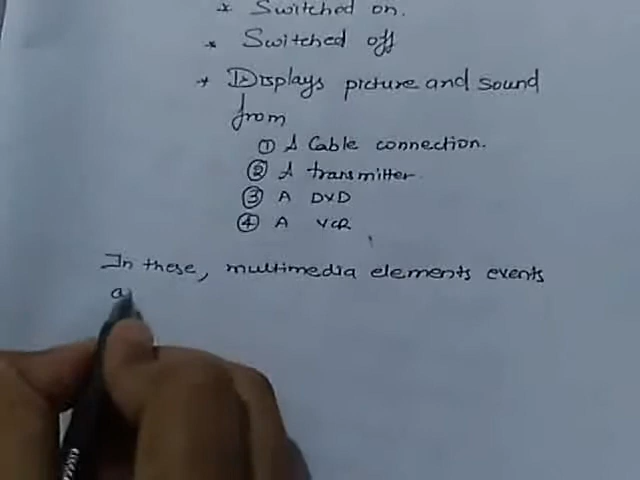 * Switched on.
* Switched off
* Displays picture and sound
from
① A Cable connection.
② A transmitter.
③ A DVD
④ A VCR
In these, multimedia elements events
a